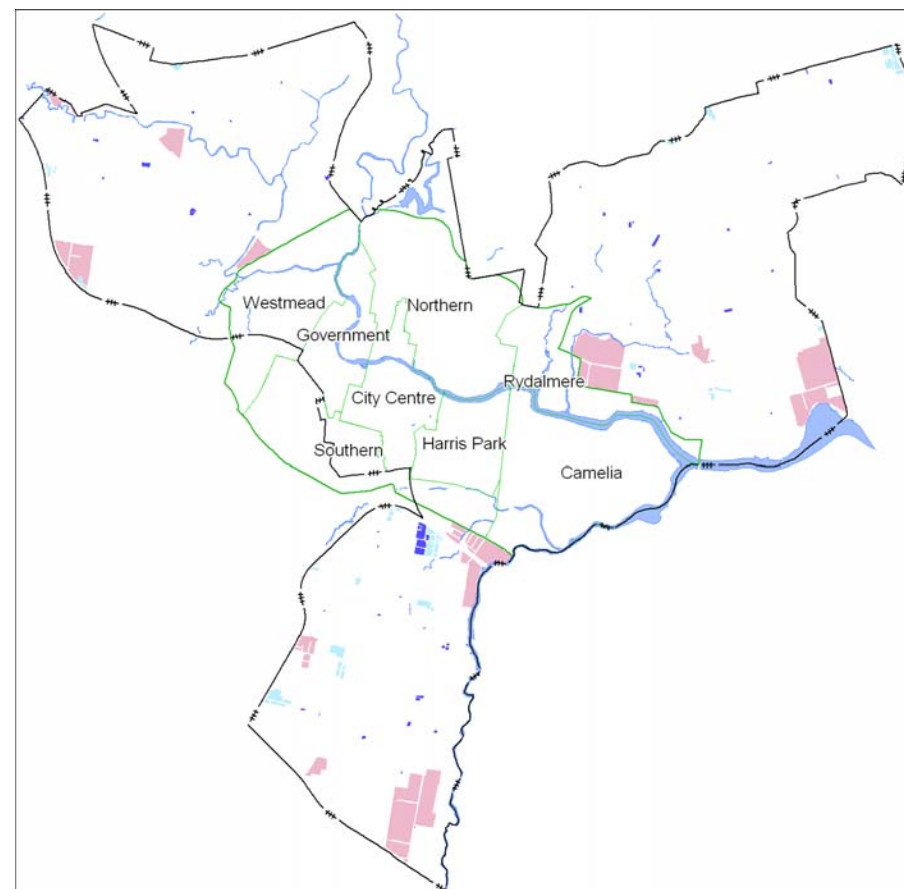 Westmead
Northern
Government
Rydalmere
City Centre
Southern
Harris Park
Camelia